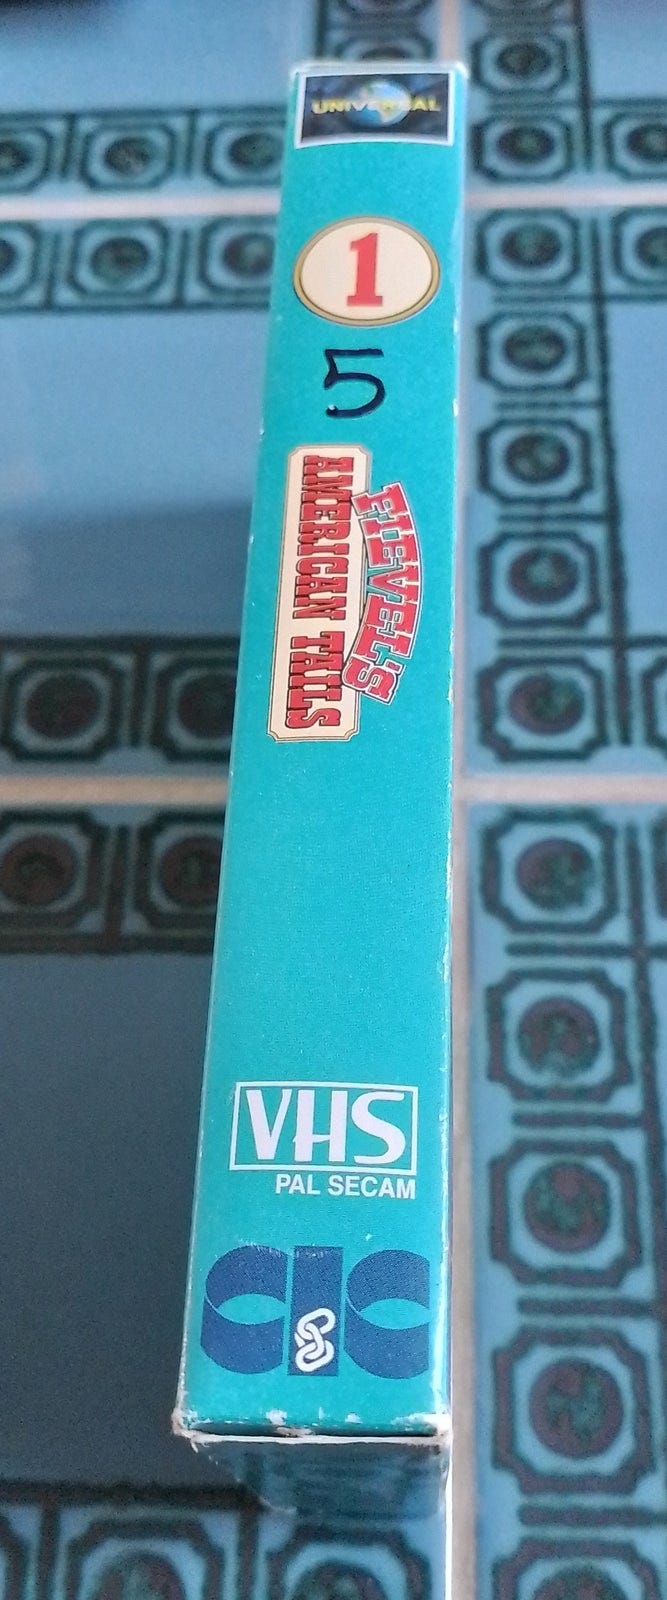 UNIVERSAL
1
5
FIEVEL'S
AMERICAN TAILS
VHS
PAL SECAM
CIC